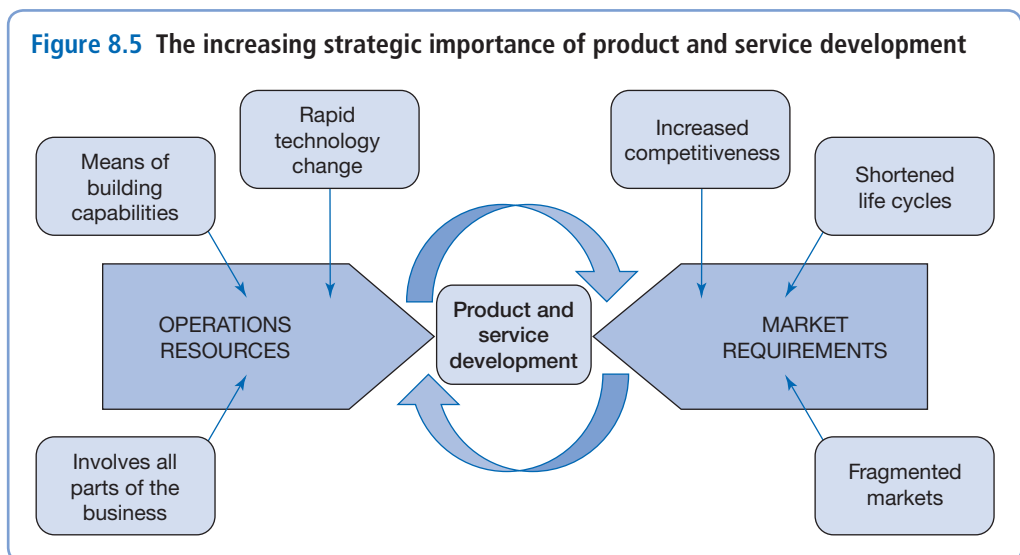 Figure 8.5 The increasing strategic importance of product and service development
Means of
building
capabilities
Rapid
technology
change
Increased
competitiveness
Shortened
life cycles
OPERATIONS
RESOURCES
Product and
service
development
MARKET
REQUIREMENTS
Involves all
parts of the
business
Fragmented
markets